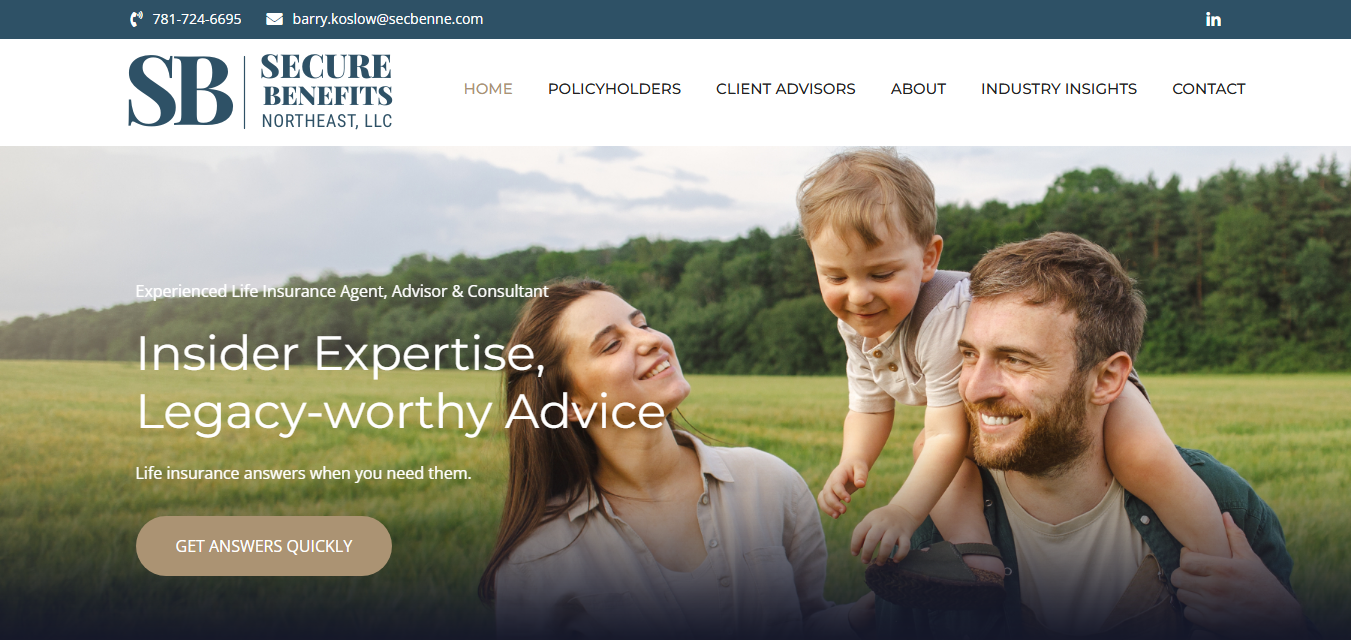 781-724-6695 barry.koslow@secbenne.com
SB SECURE
BENEFITS
NORTHEAST, LLC
HOME POLICYHOLDERS CLIENT ADVISORS ABOUT INDUSTRY INSIGHTS CONTACT
Experienced Life Insurance Agent, Advisor & Consultant
Insider Expertise,
Legacy-worthy Advice
Life insurance answers when you need them.
GET ANSWERS QUICKLY